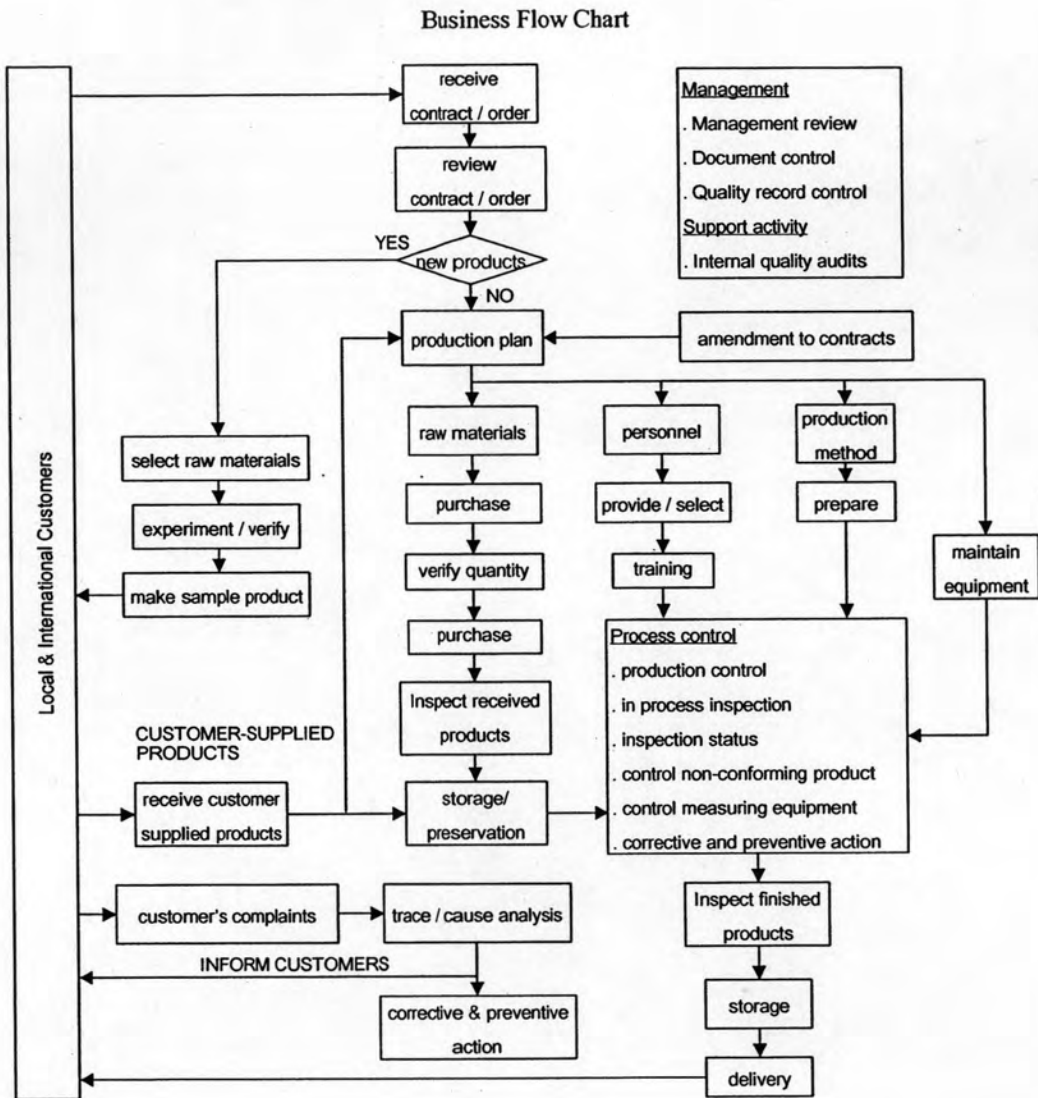 Business Flow Chart
Local & International Customers
receive
contract / order
review
contract / order
new products
YES
NO
Management
. Management review
. Document control
. Quality record control
Support activity
. Internal quality audits
production plan
amendment to contracts
select raw materaials
experiment / verify
make sample product
raw materials
purchase
verify quantity
purchase
Inspect received
products
personnel
provide / select
training
production
method
prepare
maintain
equipment
Process control
. production control
. in process inspection
. inspection status
. control non-conforming product
. control measuring equipment
. corrective and preventive action
CUSTOMER-SUPPLIED
PRODUCTS
receive customer
supplied products
storage/
preservation
customer's complaints
trace / cause analysis
INFORM CUSTOMERS
corrective & preventive
action
Inspect finished
products
storage
delivery